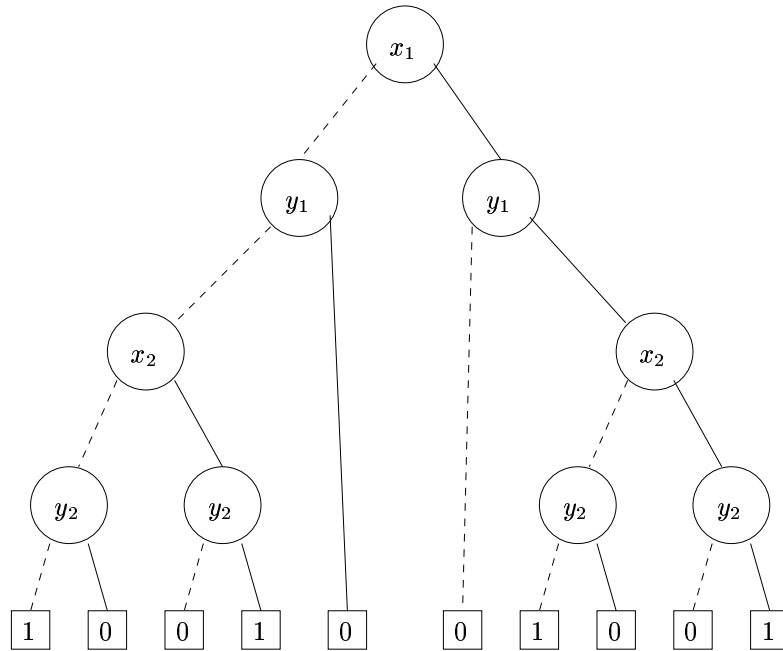 x₁
y₁ y₁
x₂ x₂
y₂ y₂ y₂ y₂
1 0 0 1 0 0 1 0 0 1